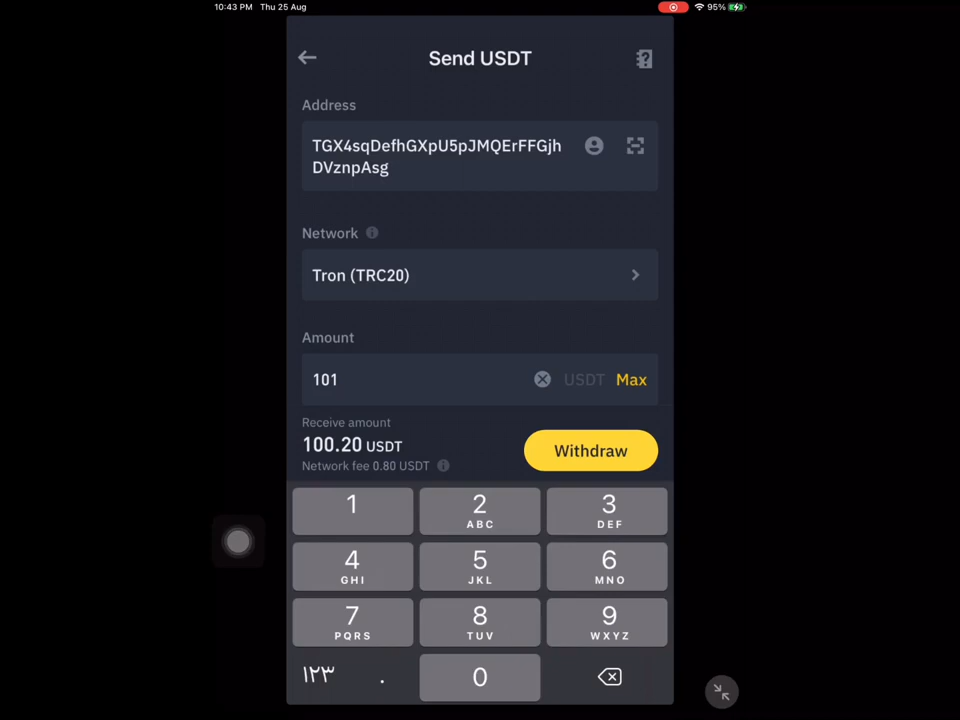 10:43 PM Thu 25 Aug 95%
Send USDT
Address
TGX4sqDefhGXpU5pJMQErFFGjh
DVznpAsg
Network
Tron (TRC20)
Amount
101 USDT Max
Receive amount
100.20 USDT
Withdraw
Network fee 0.80 USDT
1 2 3
ABC DEF
4 5 6
GHI JKL MNO
7 8 9
PQRS TUV WXYZ
١٢٣ . 0